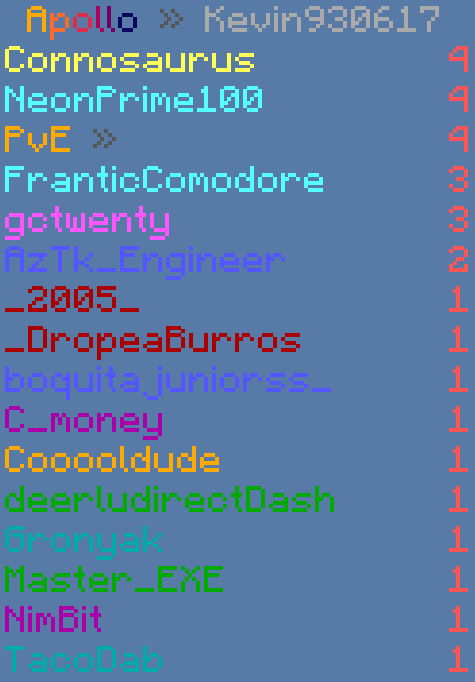 Apollo » Kevin930617
Connosaurus 4
NeonPrime100 4
PvE » 4
FranticComodore 3
gctwenty 3
AzTk_Engineer 2
_2005_ 1
_DropeaBurros 1
boquitajuniorss_ 1
C_money 1
Cooooldude 1
deerludirectDash 1
Gronyak 1
Master_EXE 1
NimBit 1
TacoDab 1